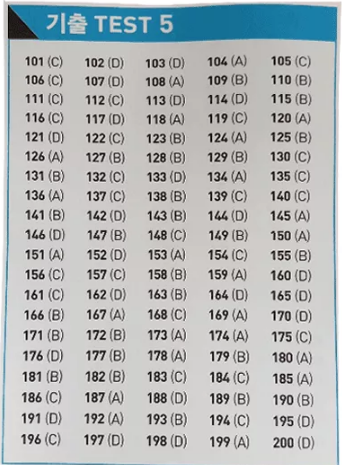 기출 TEST 5
101 (C) 102 (D) 103 (D) 104 (A) 105 (C)
106 (C) 107 (D) 108 (A) 109 (B) 110 (B)
111 (C) 112 (C) 113 (D) 114 (D) 115 (B)
116 (C) 117 (D) 118 (A) 119 (C) 120 (A)
121 (D) 122 (C) 123 (B) 124 (A) 125 (B)
126 (A) 127 (B) 128 (B) 129 (B) 130 (C)
131 (B) 132 (C) 133 (D) 134 (A) 135 (C)
136 (A) 137 (C) 138 (B) 139 (C) 140 (C)
141 (B) 142 (D) 143 (B) 144 (D) 145 (A)
146 (D) 147 (B) 148 (C) 149 (B) 150 (A)
151 (A) 152 (D) 153 (A) 154 (C) 155 (B)
156 (C) 157 (C) 158 (B) 159 (A) 160 (D)
161 (C) 162 (D) 163 (B) 164 (D) 165 (D)
166 (B) 167 (A) 168 (C) 169 (A) 170 (D)
171 (B) 172 (B) 173 (A) 174 (A) 175 (C)
176 (D) 177 (B) 178 (A) 179 (B) 180 (A)
181 (B) 182 (B) 183 (C) 184 (C) 185 (A)
186 (C) 187 (A) 188 (D) 189 (B) 190 (B)
191 (D) 192 (A) 193 (B) 194 (C) 195 (D)
196 (C) 197 (D) 198 (D) 199 (A) 200 (D)